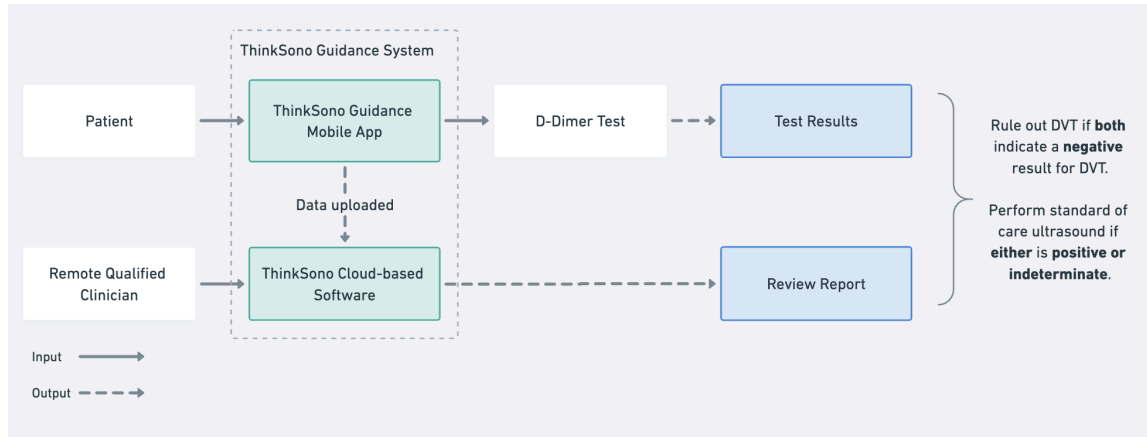 ThinkSono Guidance System
Patient
ThinkSono Guidance
Mobile App
D-Dimer Test
Test Results
Data uploaded
Remote Qualified
Clinician
ThinkSono Cloud-based
Software
Review Report
Rule out DVT if both
indicate a negative
result for DVT.
Perform standard of
care ultrasound if
either is positive or
indeterminate.
Input
Output